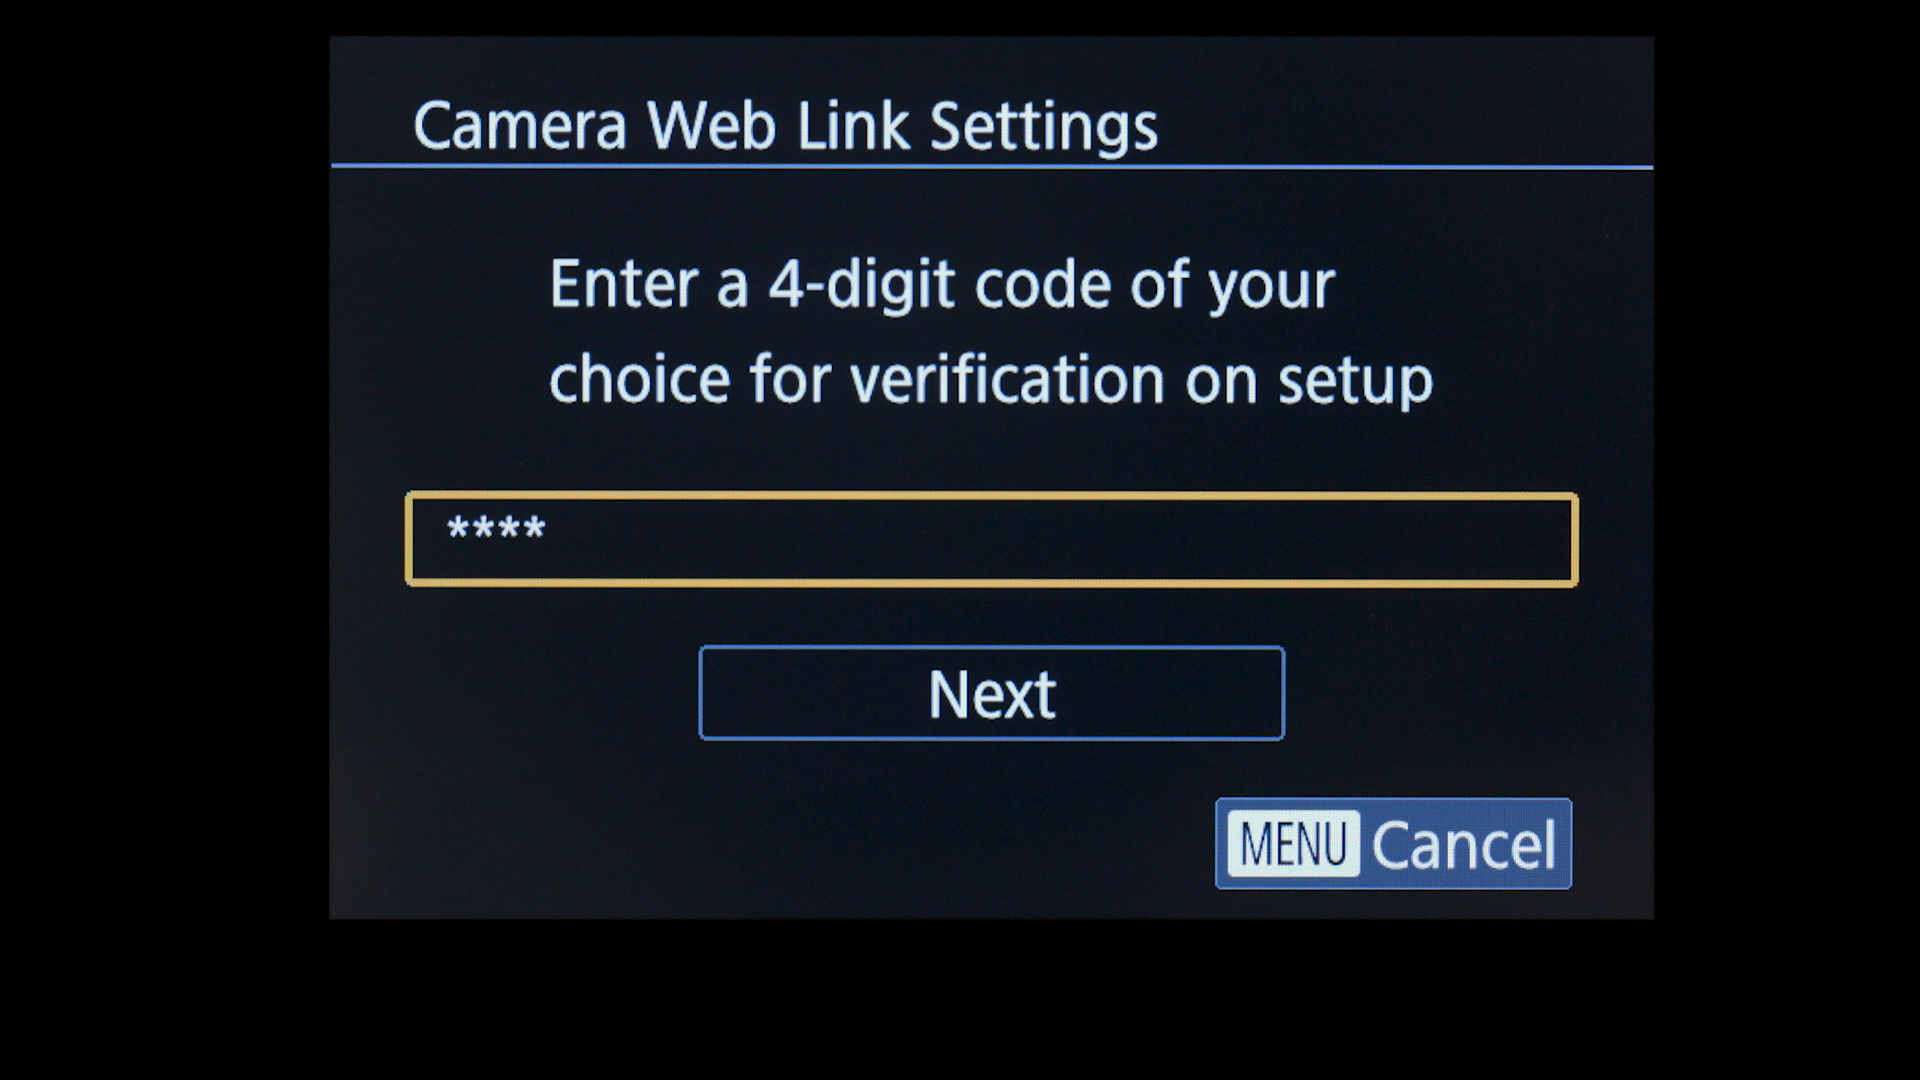 Camera Web Link Settings
Enter a 4-digit code of your
choice for verification on setup
****
Next
MENU Cancel